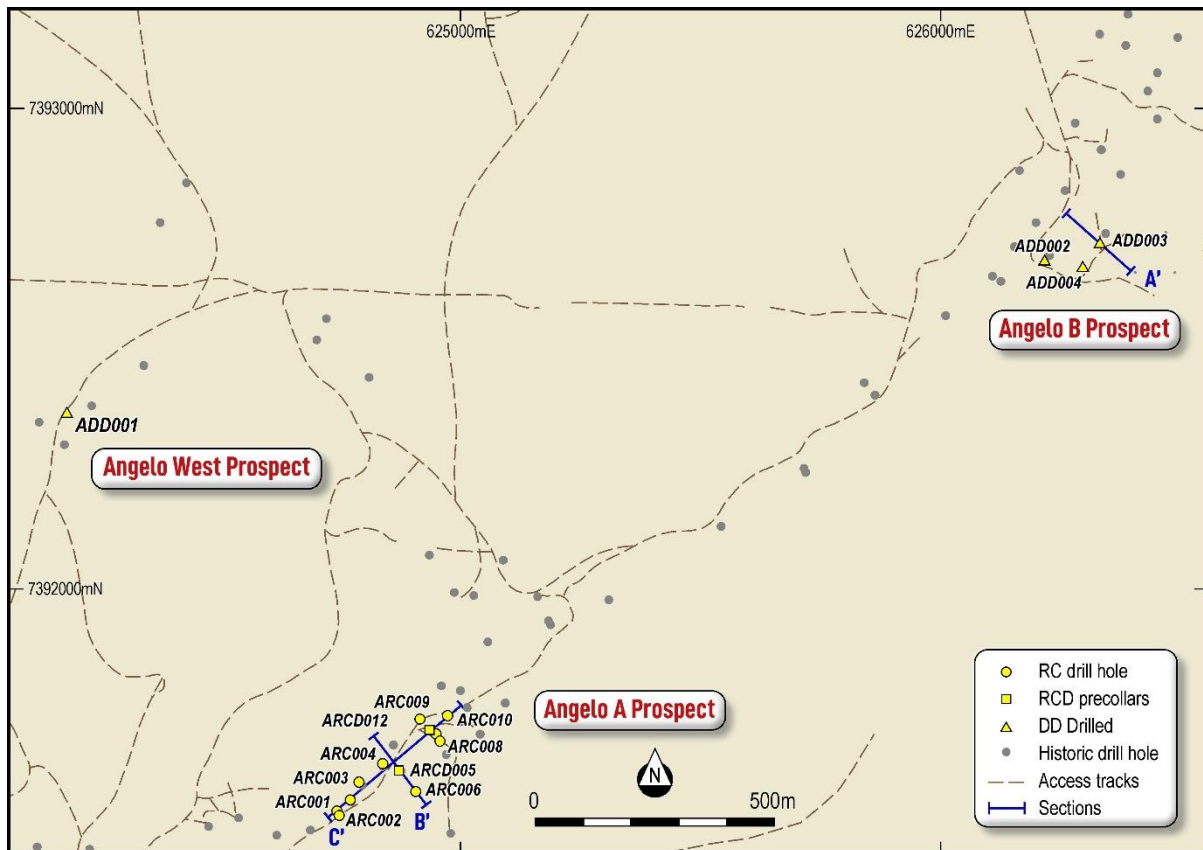 625000mE
626000mE
7393000mN
ADD002
ADD003
ADD004
A'
Angelo B Prospect
ADD001
Angelo West Prospect
7392000mN
ARC009
ARCD012
ARC010
Angelo A Prospect
ARC008
ARC004
ARCD005
ARC003
ARC006
ARC001
ARC002
B'
C'
N
0
500m
RC drill hole
RCD precollars
DD Drilled
Historic drill hole
Access tracks
Sections